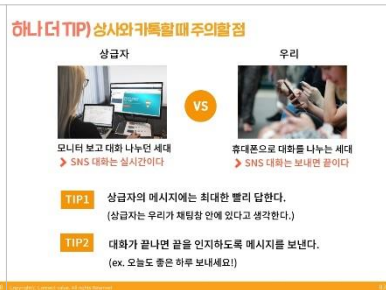 하나 더 TIP) 상사와 카톡할 때 주의할 점
상급자
우리
VS
모니터 보고 대화 나누던 세대
> SNS 대화는 실시간이다
휴대폰으로 대화를 나누는 세대
> SNS 대화는 보내면 끝이다
TIP1 상급자의 메시지에는 최대한 빨리 답한다.
(상급자는 우리가 채팅창 안에 있다고 생각한다.)
TIP2 대화가 끝나면 끝을 인지하도록 메시지를 보낸다.
(ex. 오늘도 좋은 하루 보내세요!)